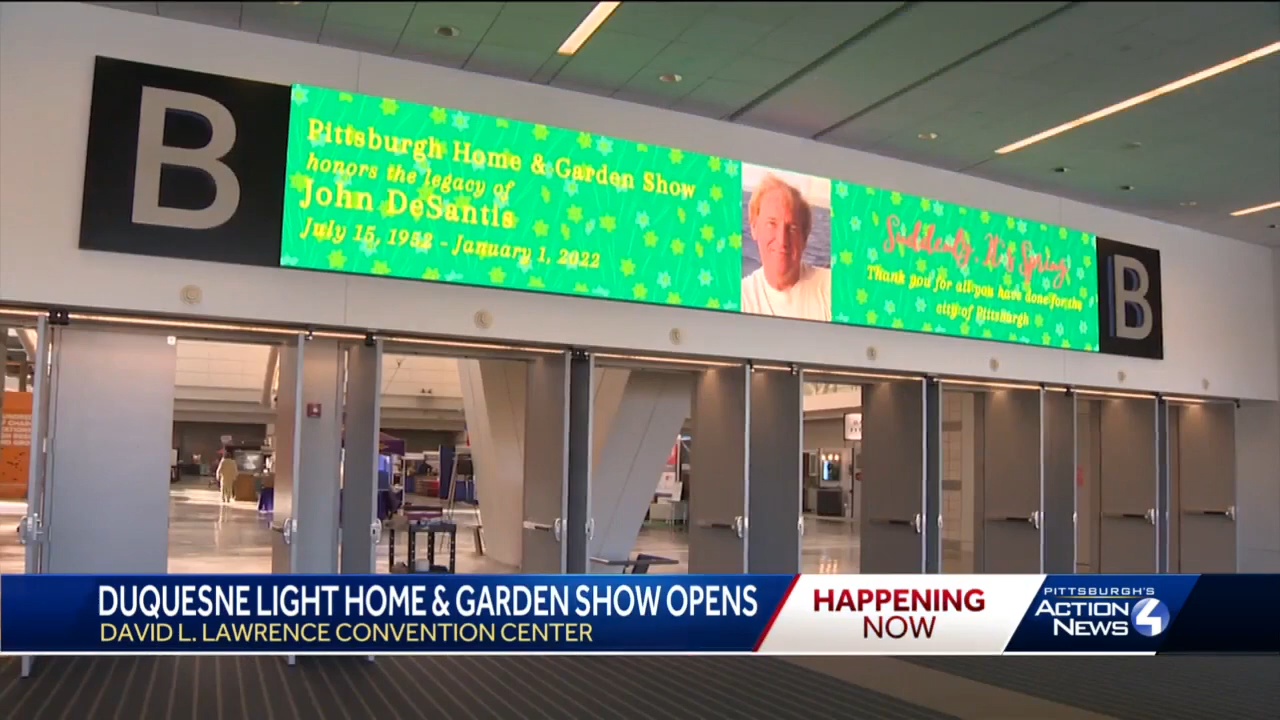 B
Pittsburgh Home & Garden Show
honors the legacy of
John DeSantis
July 15, 1952 - January 1, 2022
Suddenly. It's Spring
Thank you for all you have done for the
city of Pittsburgh
B
DUQUESNE LIGHT HOME & GARDEN SHOW OPENS
DAVID L. LAWRENCE CONVENTION CENTER
HAPPENING
NOW
PITTSBURGH'S
ACTION
NEWS 4